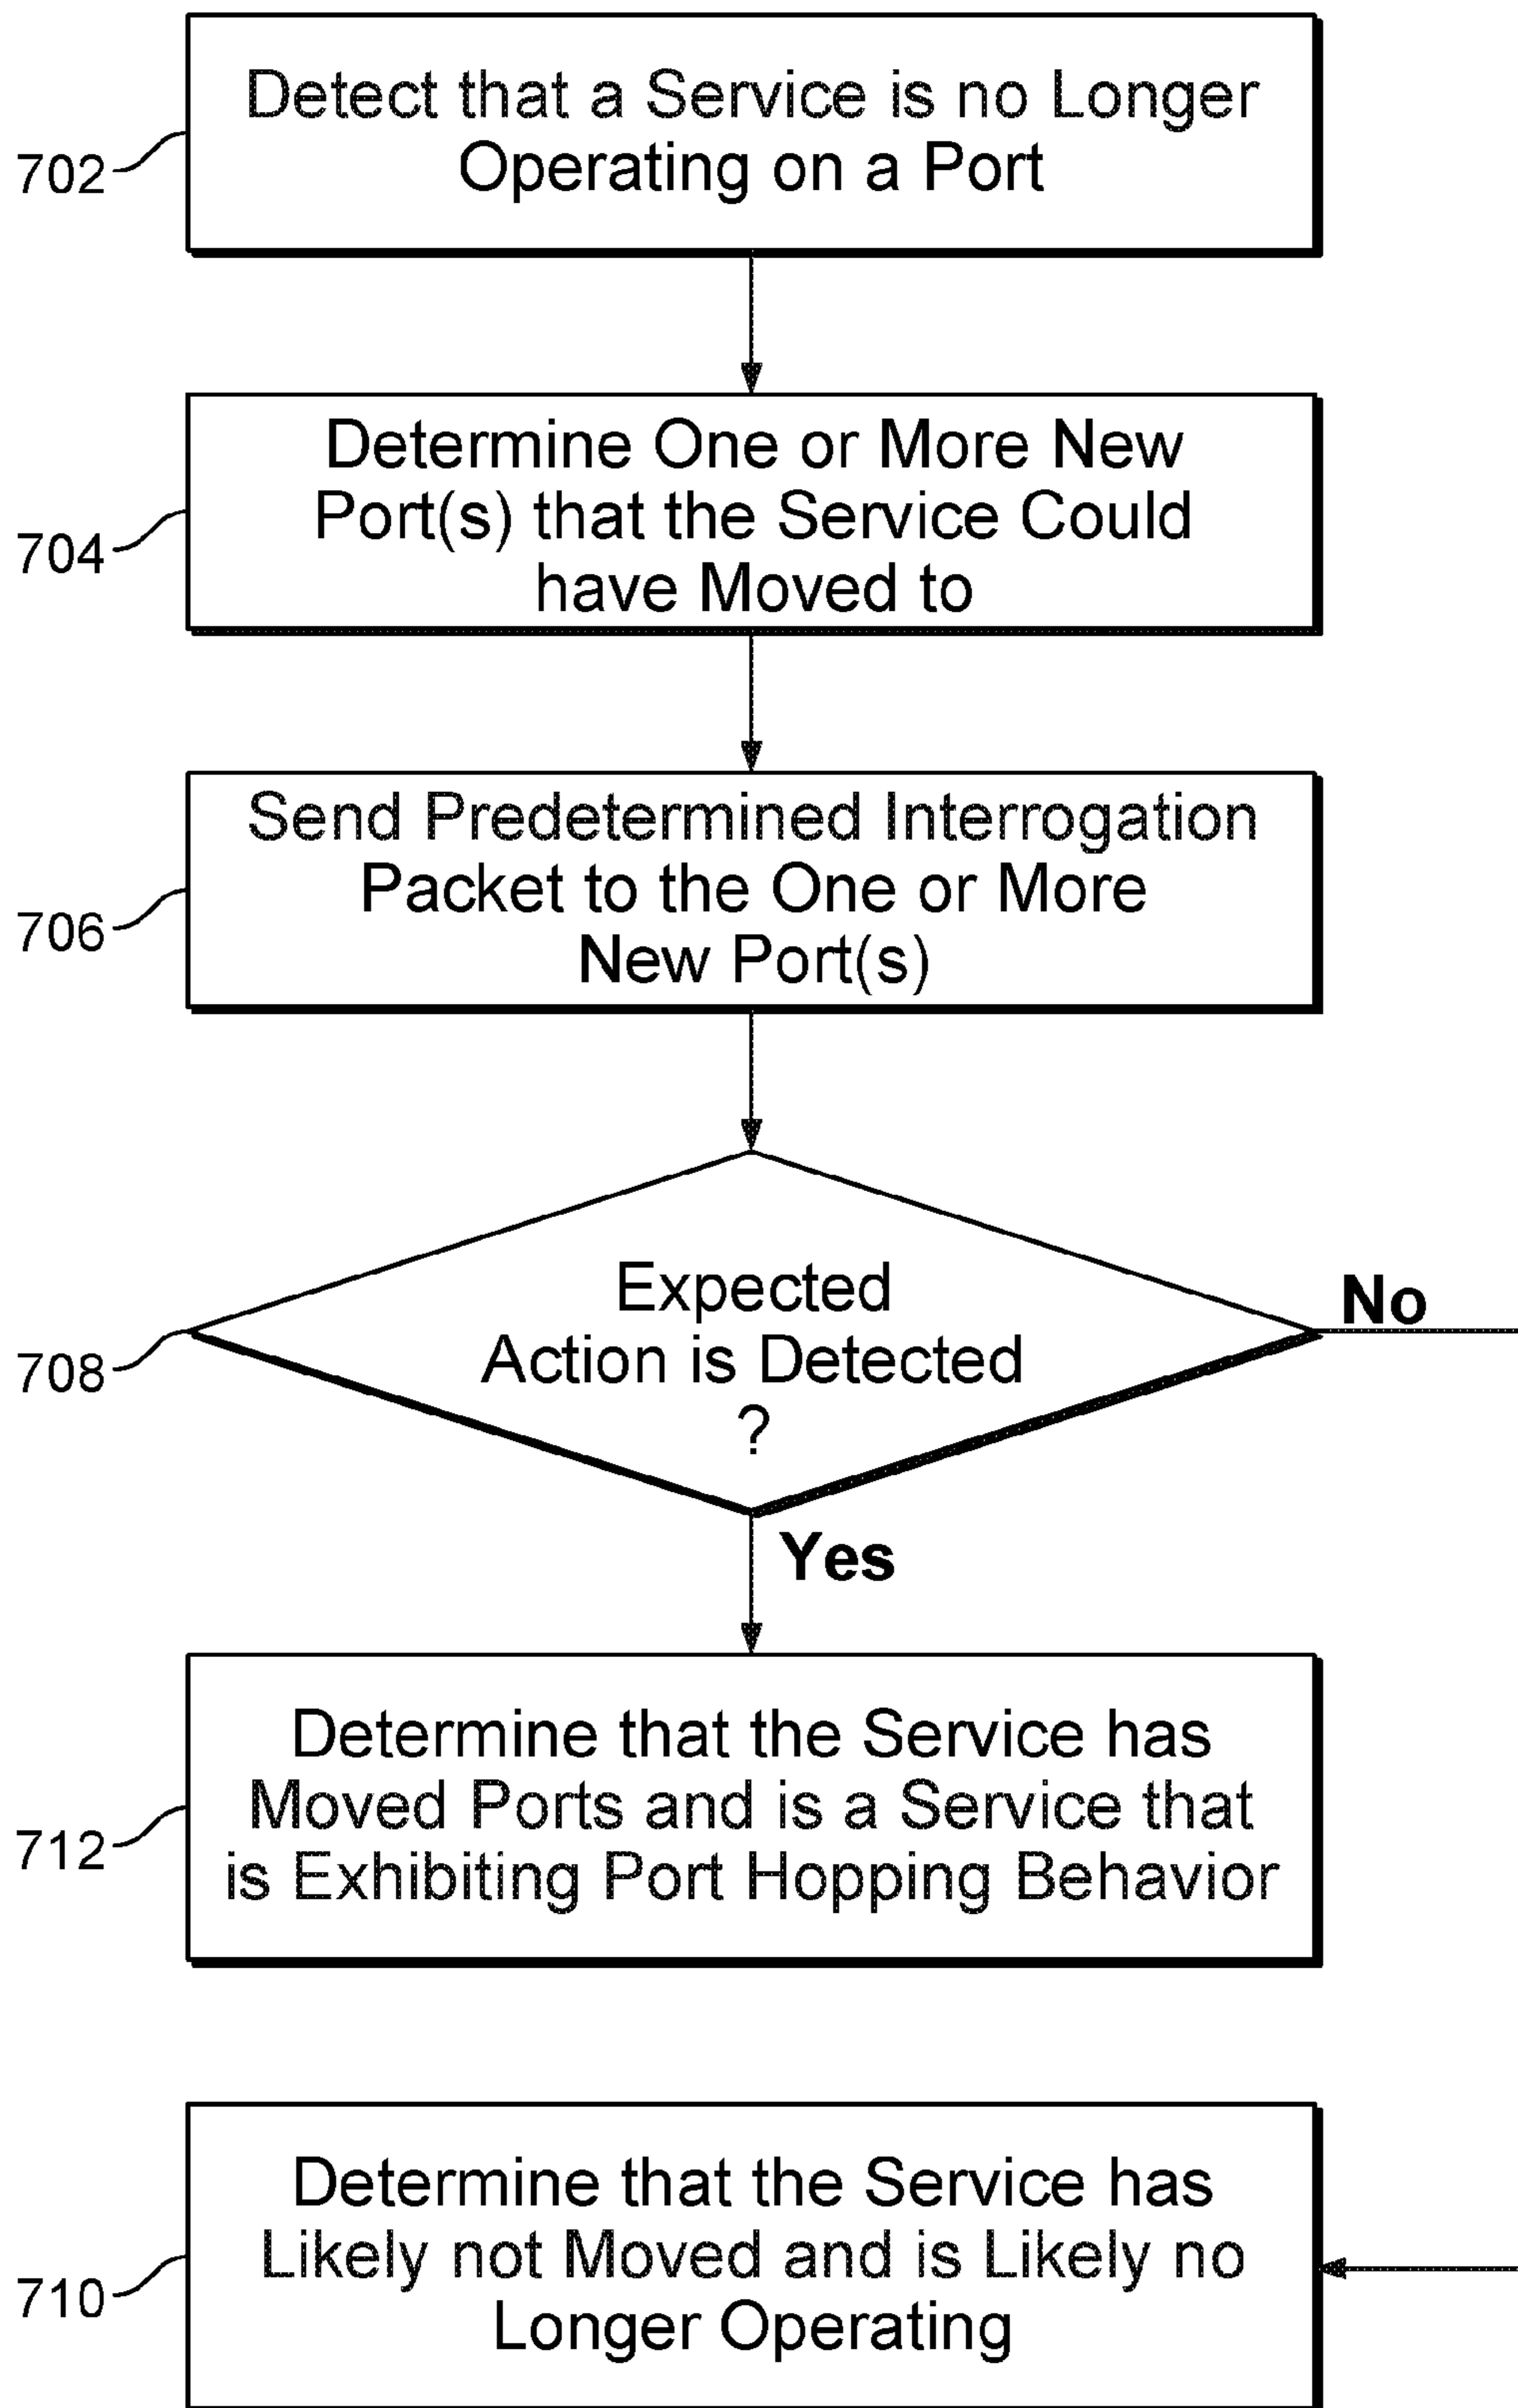 Detect that a Service is no Longer
Operating on a Port
702
Determine One or More New
Port(s) that the Service Could
have Moved to
704
Send Predetermined Interrogation
Packet to the One or More
New Port(s)
706
Expected
Action is Detected
?
708
No
Yes
Determine that the Service has
Moved Ports and is a Service that
is Exhibiting Port Hopping Behavior
712
Determine that the Service has
Likely not Moved and is Likely no
Longer Operating
710